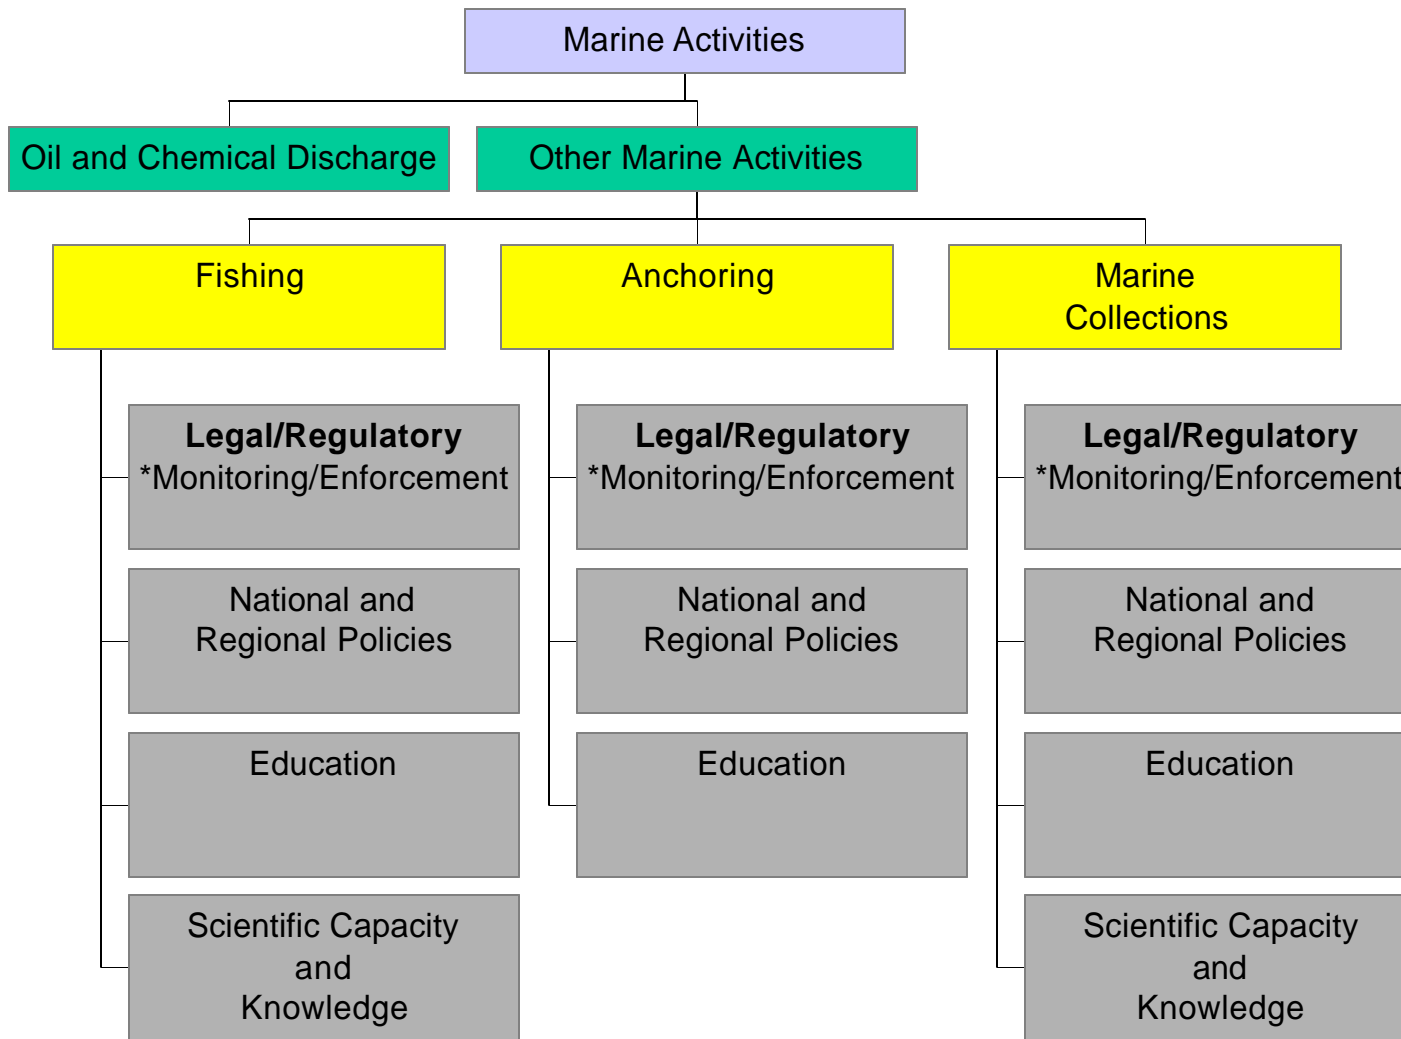 Marine Activities
Oil and Chemical Discharge
Other Marine Activities
Fishing
Anchoring
Marine
Collections
Legal/Regulatory
*Monitoring/Enforcement
National and
Regional Policies
Education
Scientific Capacity
and
Knowledge
Legal/Regulatory
*Monitoring/Enforcement
National and
Regional Policies
Education
Legal/Regulatory
*Monitoring/Enforcement
National and
Regional Policies
Education
Scientific Capacity
and
Knowledge